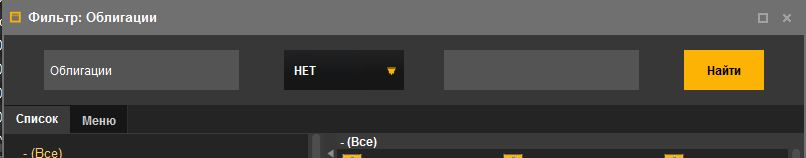 Фильтр: Облигации
Облигации
НЕТ
Найти
Список
Меню
- (Все)
- (Все)